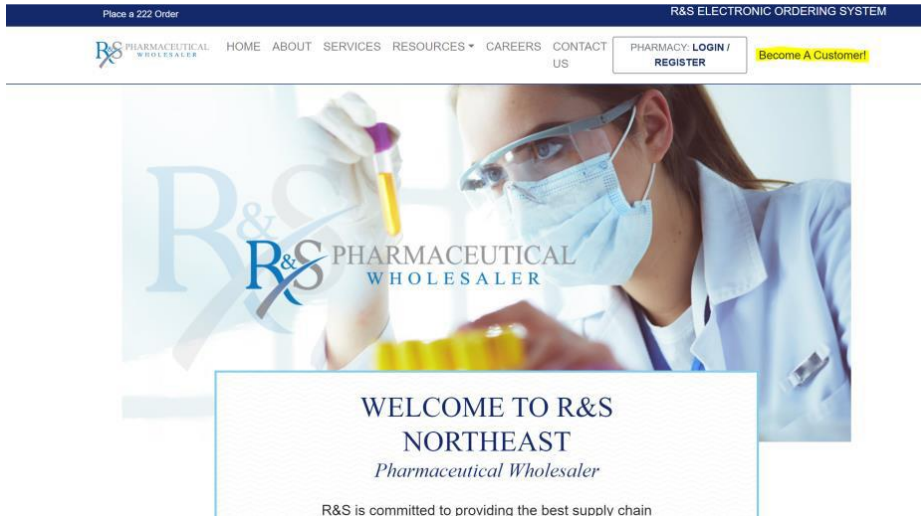 Place a 222 Order
R&S ELECTRONIC ORDERING SYSTEM
R&S PHARMACEUTICAL
WHOLESALER
HOME ABOUT SERVICES RESOURCES CAREERS CONTACT
US
PHARMACY: LOGIN /
REGISTER
Become A Customer!
R&S
R&S PHARMACEUTICAL
WHOLESALER
WELCOME TO R&S
NORTHEAST
Pharmaceutical Wholesaler
R&S is committed to providing the best supply chain